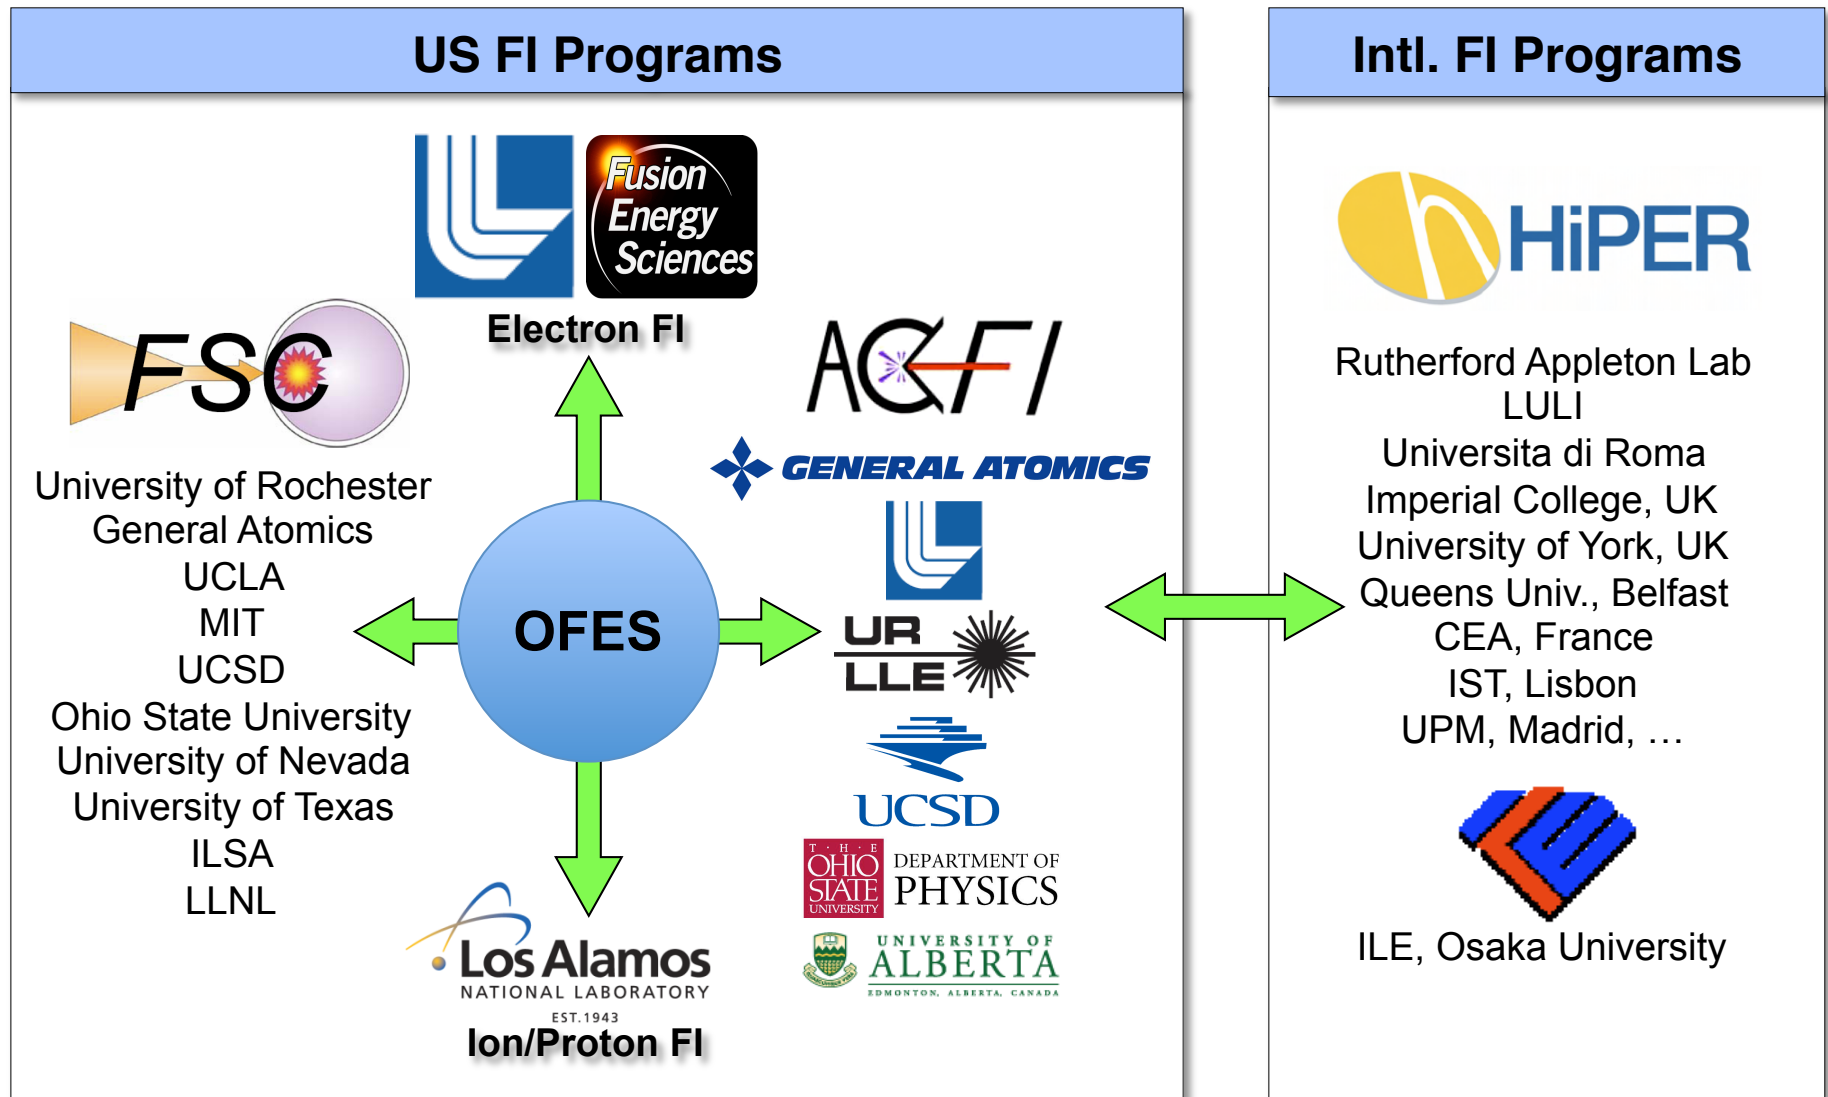 US FI Programs
Intl. FI Programs
Fusion
Energy
Sciences
Electron FI
FSC
University of Rochester
General Atomics
UCLA
MIT
UCSD
Ohio State University
University of Nevada
University of Texas
ILSA
LLNL
OFES
Los Alamos
NATIONAL LABORATORY
EST.1943
Ion/Proton FI
ACFI
GENERAL ATOMICS
UR
LLE
UCSD
T·H·E
OHIO
STATE
UNIVERSITY
DEPARTMENT OF
PHYSICS
UNIVERSITY OF
ALBERTA
EDMONTON, ALBERTA, CANADA
HiPER
Rutherford Appleton Lab
LULI
Universita di Roma
Imperial College, UK
University of York, UK
Queens Univ., Belfast
CEA, France
IST, Lisbon
UPM, Madrid, …
ILE, Osaka University